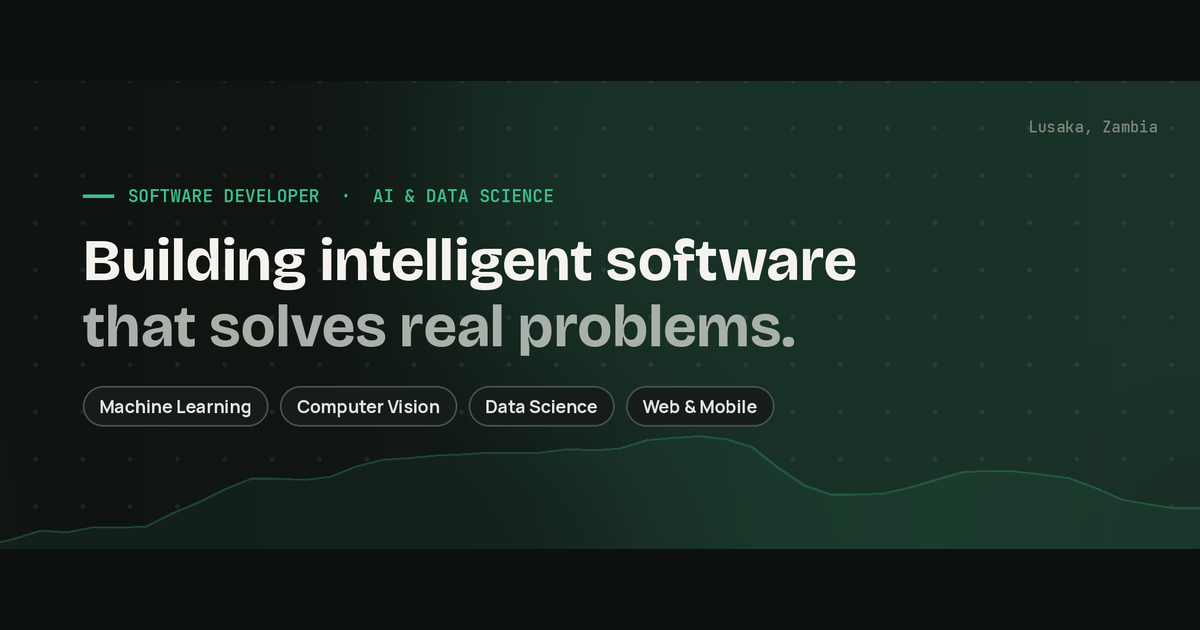 Lusaka, Zambia
SOFTWARE DEVELOPER · AI & DATA SCIENCE
Building intelligent software
that solves real problems.
Machine Learning Computer Vision Data Science Web & Mobile